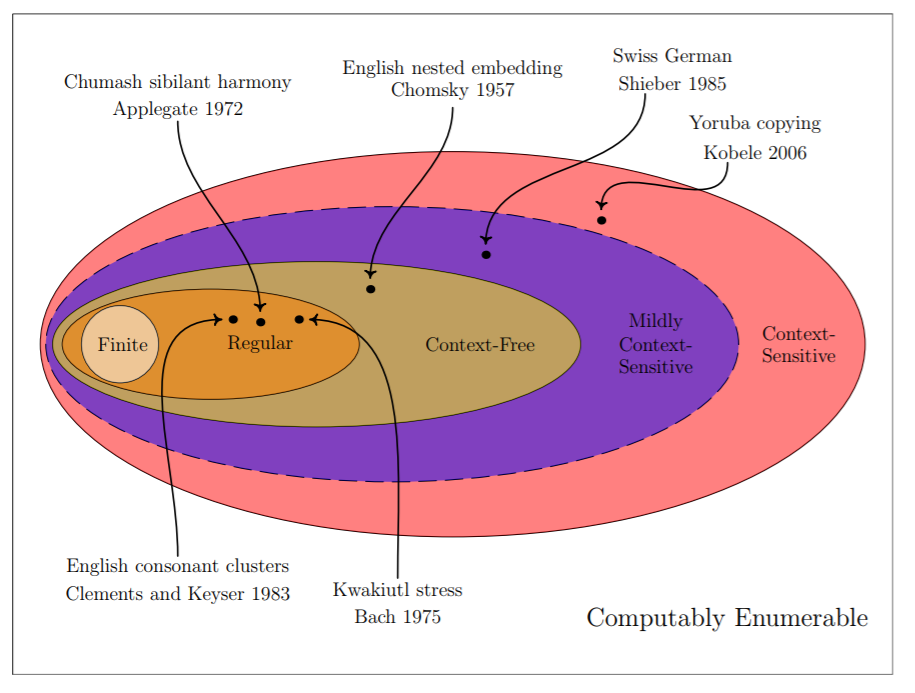 Swiss German
Shieber 1985
English nested embedding
Chomsky 1957
Chumash sibilant harmony
Applegate 1972
Yoruba copying
Kobele 2006
Finite
Regular
Context-Free
Mildly
Context-
Sensitive
Context-
Sensitive
English consonant clusters
Clements and Keyser 1983
Kwakiutl stress
Bach 1975
Computably Enumerable